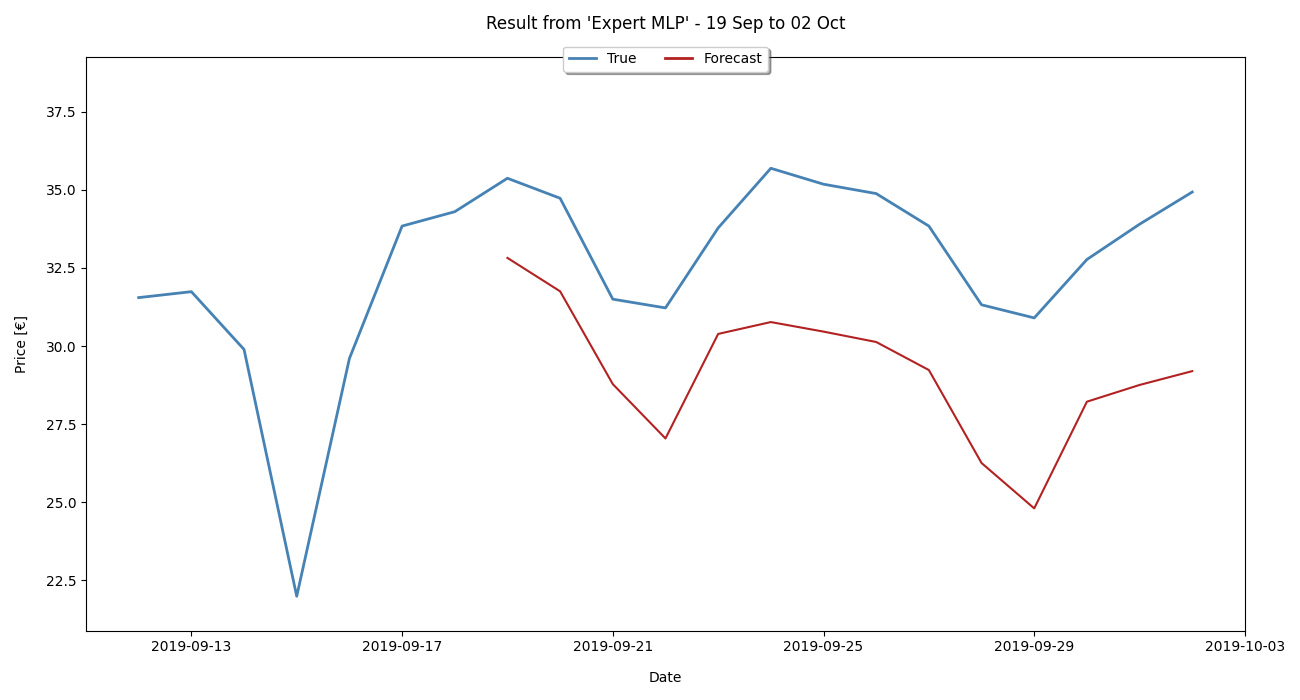 Result from 'Expert MLP' - 19 Sep to 02 Oct
True Forecast
37.5
35.0
32.5
30.0
27.5
25.0
22.5
Price [€]
2019-09-13 2019-09-17 2019-09-21 2019-09-25 2019-09-29 2019-10-03
Date